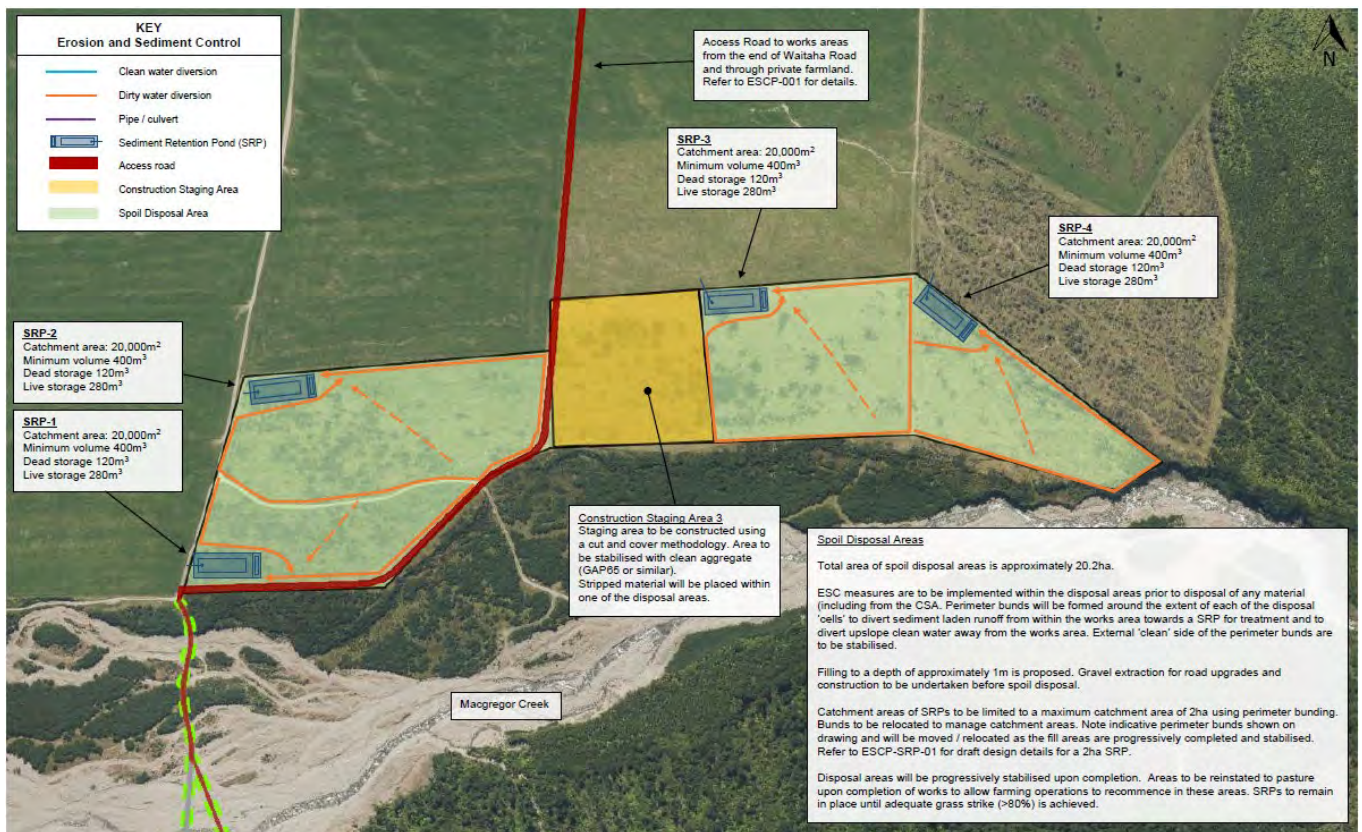 KEY
Erosion and Sediment Control
Clean water diversion
Dirty water diversion
Pipe / culvert
Sediment Retention Pond (SRP)
Access road
Construction Staging Area
Spoil Disposal Area
Access Road to works areas
from the end of Waitaha Road
and through private farmland.
Refer to ESCP-001 for details.
N
SRP-3
Catchment area: 20,000m²
Minimum volume 400m³
Dead storage 120m³
Live storage 280m³
SRP-4
Catchment area: 20,000m²
Minimum volume 400m³
Dead storage 120m³
Live storage 280m³
SRP-2
Catchment area: 20,000m²
Minimum volume 400m³
Dead storage 120m³
Live storage 280m³
SRP-1
Catchment area: 20,000m²
Minimum volume 400m³
Dead storage 120m³
Live storage 280m³
Construction Staging Area 3
Staging area to be constructed using
a cut and cover methodology. Area to
be stabilised with clean aggregate
(GAP65 or similar).
Stripped material will be placed within
one of the disposal areas.
Macgregor Creek
Spoil Disposal Areas
Total area of spoil disposal areas is approximately 20.2ha.
ESC measures are to be implemented within the disposal areas prior to disposal of any material
(including from the CSA. Perimeter bunds will be formed around the extent of each of the disposal
'cells' to divert sediment laden runoff from within the works area towards a SRP for treatment and to
divert upslope clean water away from the works area. External 'clean' side of the perimeter bunds are
to be stabilised.
Filling to a depth of approximately 1m is proposed. Gravel extraction for road upgrades and
construction to be undertaken before spoil disposal.
Catchment areas of SRPs to be limited to a maximum catchment area of 2ha using perimeter bunding.
Bunds to be relocated to manage catchment areas. Note indicative perimeter bunds shown on
drawing and will be moved / relocated as the fill areas are progressively completed and stabilised.
Refer to ESCP-SRP-01 for draft design details for a 2ha SRP.
Disposal areas will be progressively stabilised upon completion. Areas to be reinstated to pasture
upon completion of works to allow farming operations to recommence in these areas. SRPs to remain
in place until adequate grass strike (>80%) is achieved.